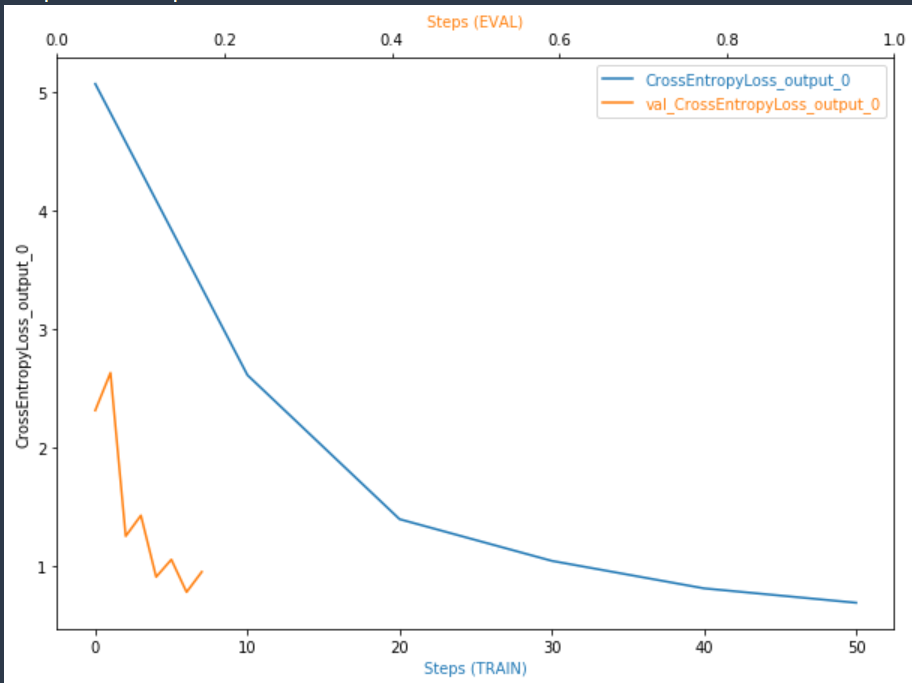 Steps (EVAL)
0.0 0.2 0.4 0.6 0.8 1.0
CrossEntropyLoss_output_0
val_CrossEntropyLoss_output_0
5
4
3
2
1
CrossEntropyLoss_output_0
0 10 20 30 40 50
Steps (TRAIN)